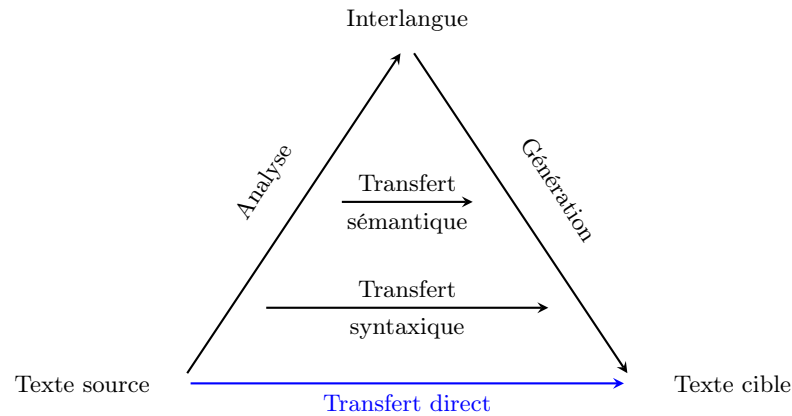 Interlangue
Analyse
Génération
Transfert
sémantique
Transfert
syntaxique
Texte source
Texte cible
Transfert direct